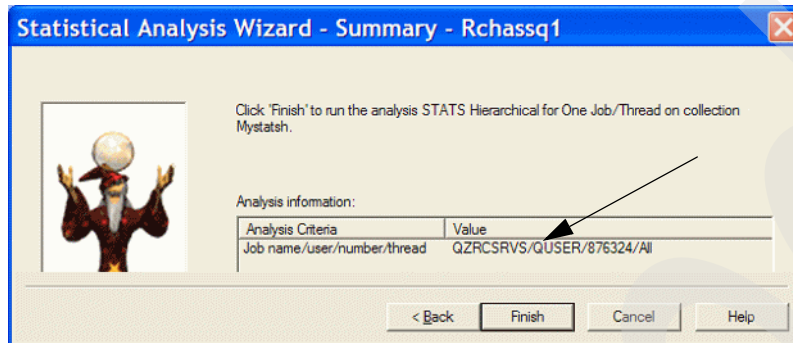 Statistical Analysis Wizard - Summary - Rchassq1
Click 'Finish' to run the analysis STATS Hierarchical for One Job/Thread on collection
Mystatsh.
Analysis information:
Analysis Criteria Value
Job name/user/number/thread QZRCSRVS/QUSER/876324/All
< Back Finish Cancel Help